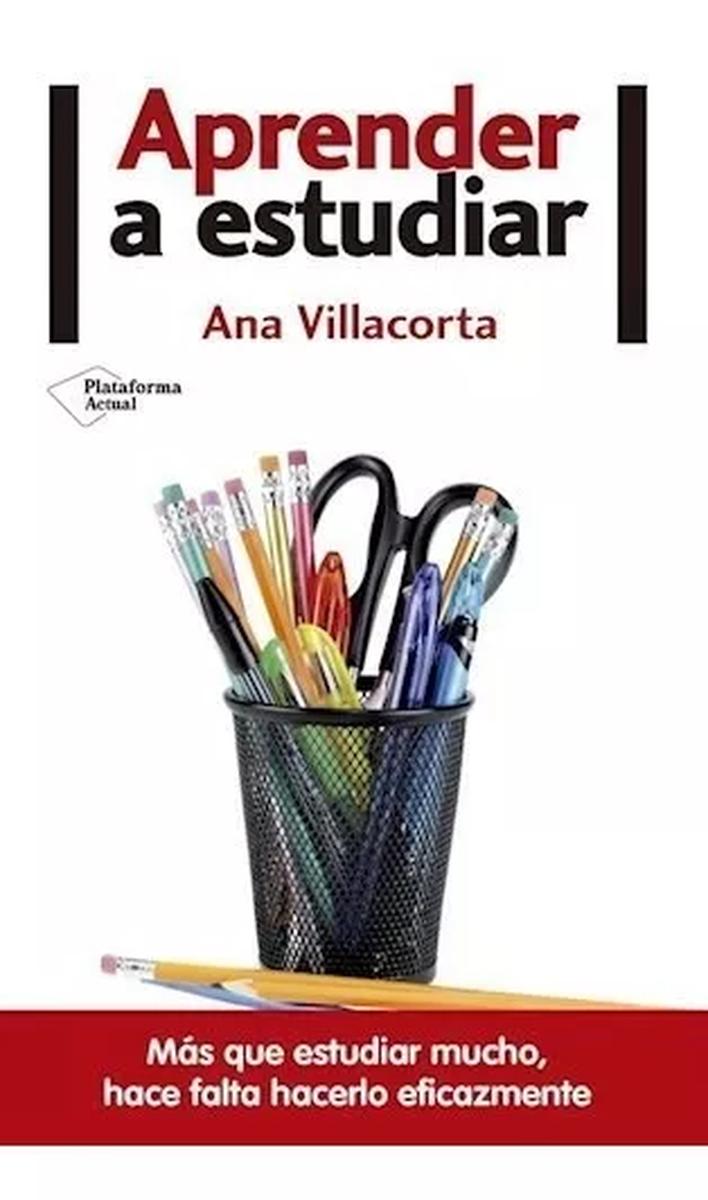 Aprender
a estudiar
Ana Villacorta
Plataforma
Actual
Más que estudiar mucho,
hace falta hacerlo eficazmente